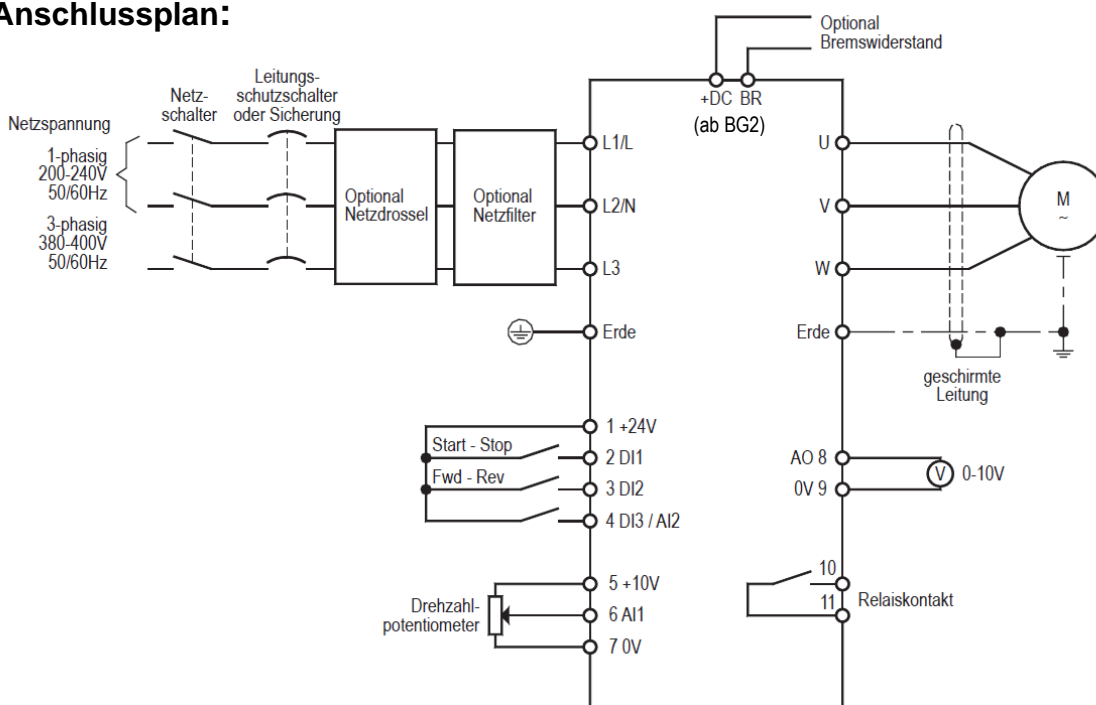 Anschlussplan:
Optional
Bremswiderstand
+DC BR
(ab BG2)
Netzspannung
1-phasig
200-240V
50/60Hz
3-phasig
380-400V
50/60Hz
Netz-
schalter
Leitungs-
schutzschalter
oder Sicherung
Optional
Netzdrossel
Optional
Netzfilter
L1/L
L2/N
L3
Erde
U
V
W
Erde
M
~
geschirmte
Leitung
1 +24V
Start - Stop
2 DI1
Fwd - Rev
3 DI2
4 DI3 / AI2
5 +10V
Drehzahl-
potentiometer
6 AI1
7 0V
AO 8
0V 9
V
0-10V
10
11
Relaiskontakt